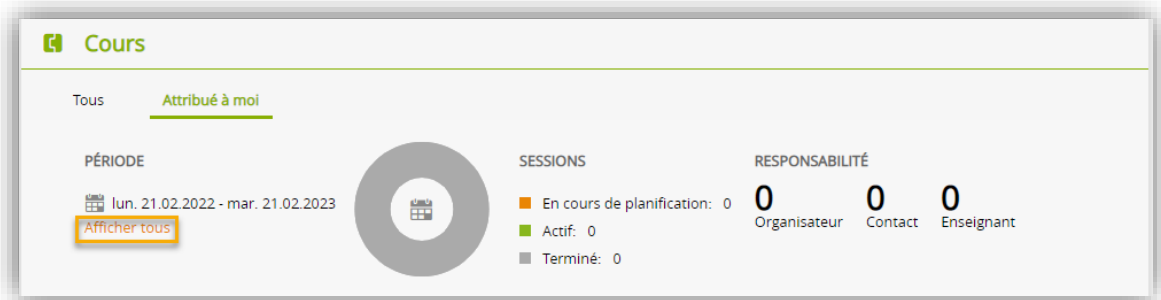 Cours
Tous Attribué à moi
PÉRIODE
lun. 21.02.2022 - mar. 21.02.2023
Afficher tous
SESSIONS
En cours de planification: 0
Actif: 0
Terminé: 0
RESPONSABILITÉ
0 0 0
Organisateur Contact Enseignant